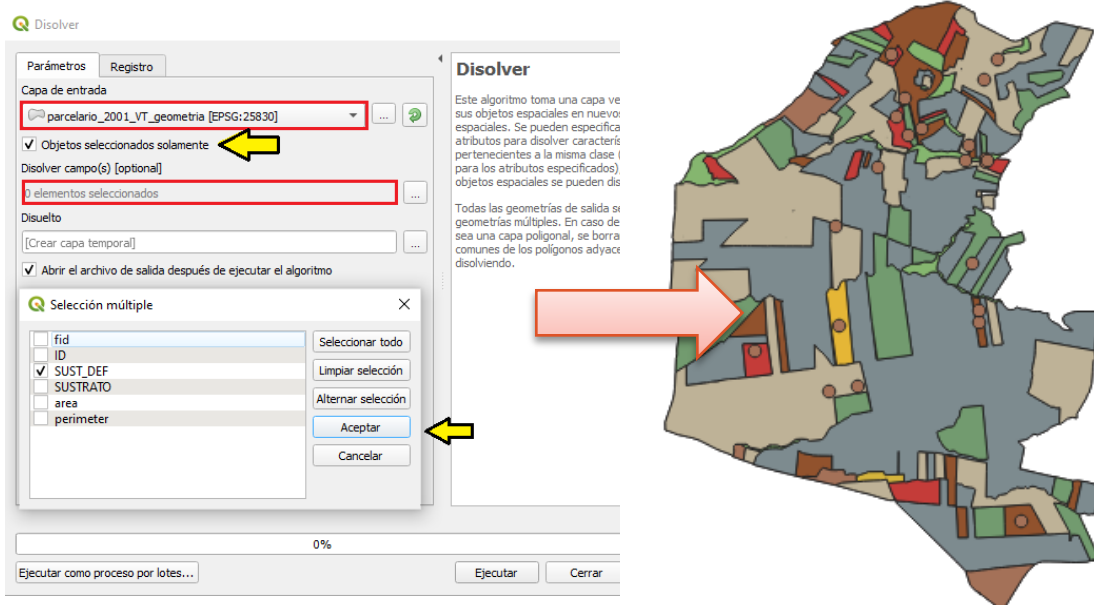 Disolver
Parámetros
Registro
Capa de entrada
parcelario_2001_VT_geometria [EPSG:25830]
...
Objetos seleccionados solamente
Disolver campo(s) [optional]
0 elementos seleccionados
...
Disuelto
[Crear capa temporal]
...
Abrir el archivo de salida después de ejecutar el algoritmo
Selección múltiple
fid
ID
SUST_DEF
SUSTRATO
area
perimeter
Seleccionar todo
Limpiar selección
Alternar selección
Aceptar
Cancelar
Disolver
Este algoritmo toma una capa ve
sus objetos espaciales en nuevo
espaciales. Se pueden especifica
atributos para disolver caracterís
pertenecientes a la misma clase (
para los atributos especificados)
objetos espaciales se pueden dis
Todas las geometrías de salida se
geometrías múltiples. En caso de
sea una capa poligonal, se borra
comunes de los polígonos adyace
disolviendo.
0%
Ejecutar como proceso por lotes...
Ejecutar
Cerrar